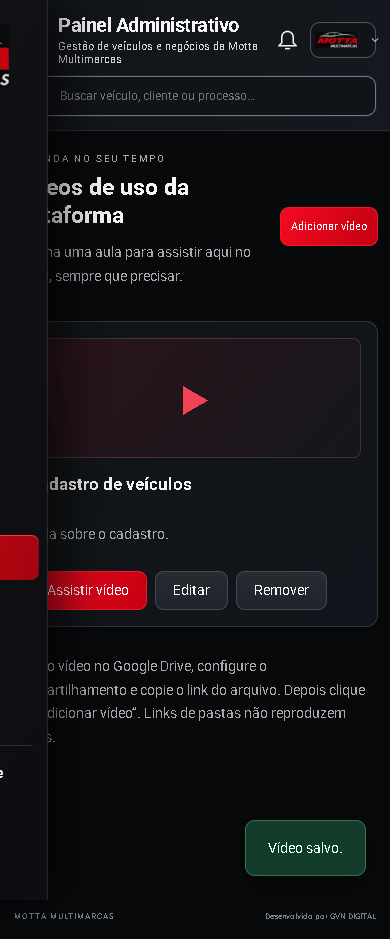 Painel Administrativo
Gestão de veículos e negócios da Motta
Multimarcas
MOTTA
MULTIMARCAS
S
Buscar veículo, cliente ou processo...
NDA NO SEU TEMPO
eos de uso da
taforma
Adicionar vídeo
ha uma aula para assistir aqui no
, sempre que precisar.
dastro de veículos
a sobre o cadastro.
Assistir vídeo
Editar
Remover
o vídeo no Google Drive, configure o
artilhamento e copie o link do arquivo. Depois clique
dicionar vídeo”. Links de pastas não reproduzem
s.
e
Vídeo salvo.
MOTTA MULTIMARCAS
Desenvolvido por GVN DIGITAL